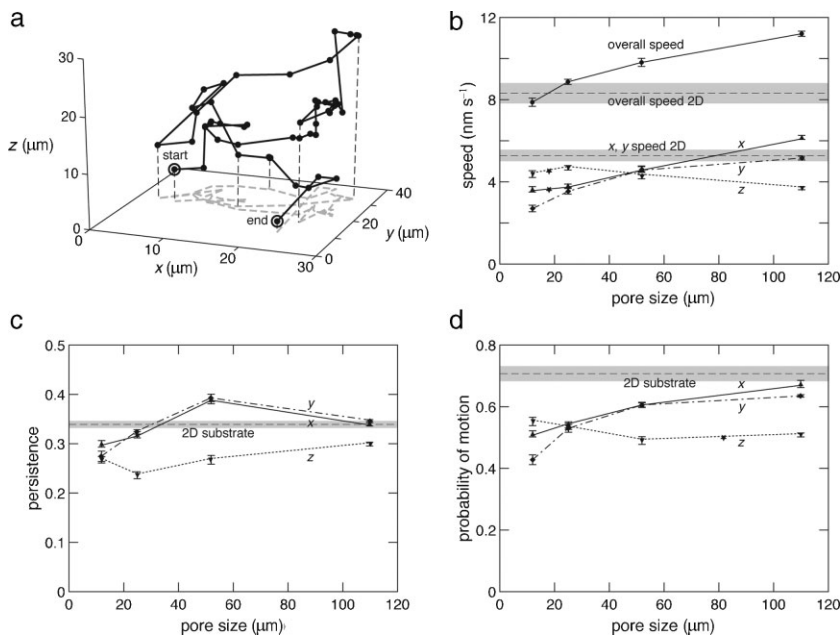 a
30
20
10
0
z (μm)
start
end
0
10
20
30
x (μm)
0
20
40
y (μm)
b
12
8
4
0
speed (nm s⁻¹)
overall speed
overall speed 2D
x, y speed 2D
x
y
z
0 20 40 60 80 100 120
pore size (μm)
c
0.5
0.4
0.3
0.2
0.1
0
persistence
y
x
2D substrate
z
0 20 40 60 80 100 120
pore size (μm)
d
0.8
0.6
0.4
0.2
0
probability of motion
2D substrate
x
y
z
0 20 40 60 80 100 120
pore size (μm)